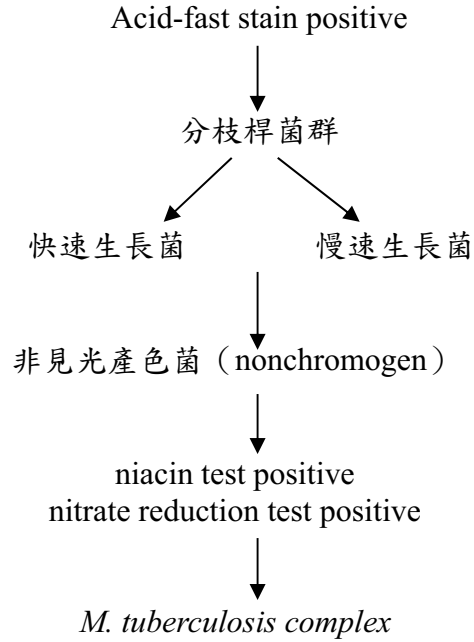 Acid-fast stain positive
分枝桿菌群
快速生長菌
慢速生長菌
非見光產色菌（nonchromogen）
niacin test positive
nitrate reduction test positive
M. tuberculosis complex